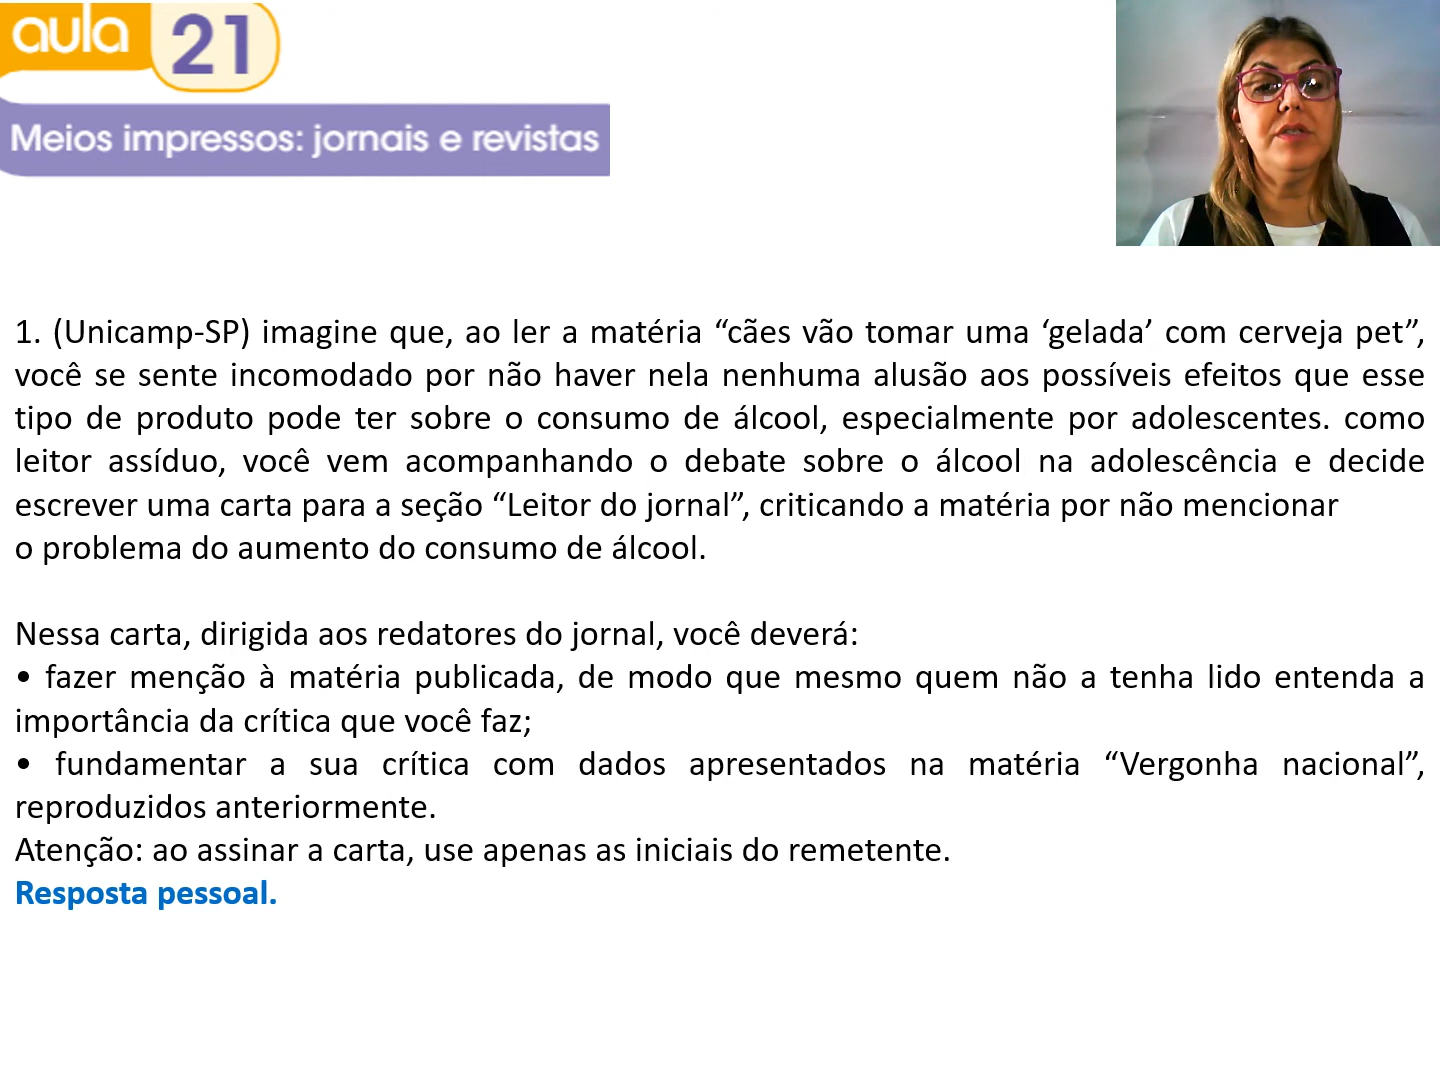 aula 21
Meios impressos: jornais e revistas
1. (Unicamp-SP) imagine que, ao ler a matéria “cães vão tomar uma ‘gelada’ com cerveja pet”,
você se sente incomodado por não haver nela nenhuma alusão aos possíveis efeitos que esse
tipo de produto pode ter sobre o consumo de álcool, especialmente por adolescentes. como
leitor assíduo, você vem acompanhando o debate sobre o álcool na adolescência e decide
escrever uma carta para a seção “Leitor do jornal”, criticando a matéria por não mencionar
o problema do aumento do consumo de álcool.
Nessa carta, dirigida aos redatores do jornal, você deverá:
• fazer menção à matéria publicada, de modo que mesmo quem não a tenha lido entenda a
importância da crítica que você faz;
• fundamentar a sua crítica com dados apresentados na matéria “Vergonha nacional”,
reproduzidos anteriormente.
Atenção: ao assinar a carta, use apenas as iniciais do remetente.
Resposta pessoal.